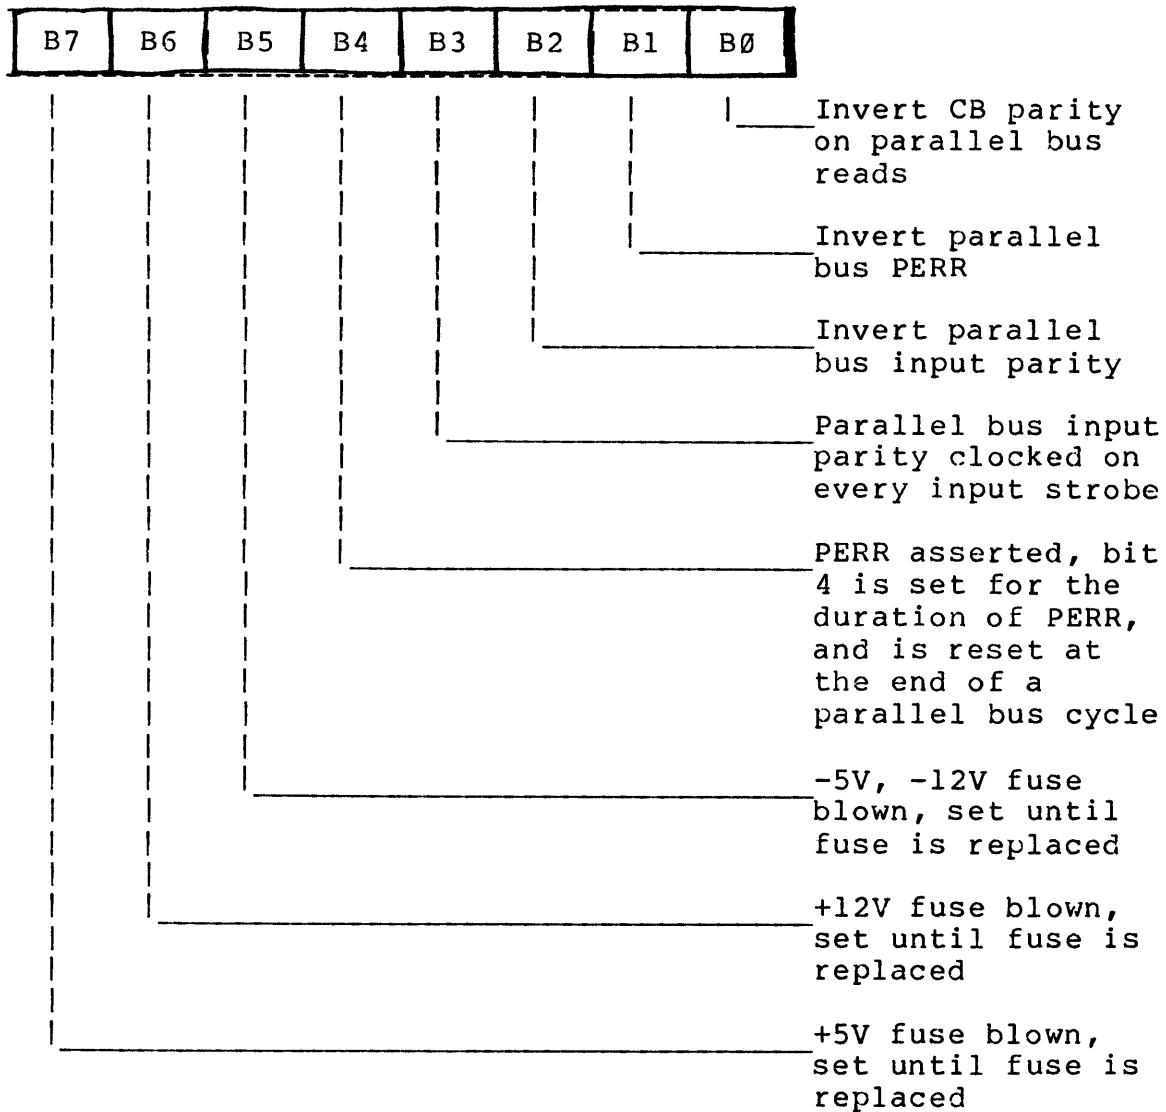 B7 B6 B5 B4 B3 B2 B1 BØ
Invert CB parity
on parallel bus
reads
Invert parallel
bus PERR
Invert parallel
bus input parity
Parallel bus input
parity clocked on
every input strobe
PERR asserted, bit
4 is set for the
duration of PERR,
and is reset at
the end of a
parallel bus cycle
-5V, -12V fuse
blown, set until
fuse is replaced
+12V fuse blown,
set until fuse is
replaced
+5V fuse blown,
set until fuse is
replaced